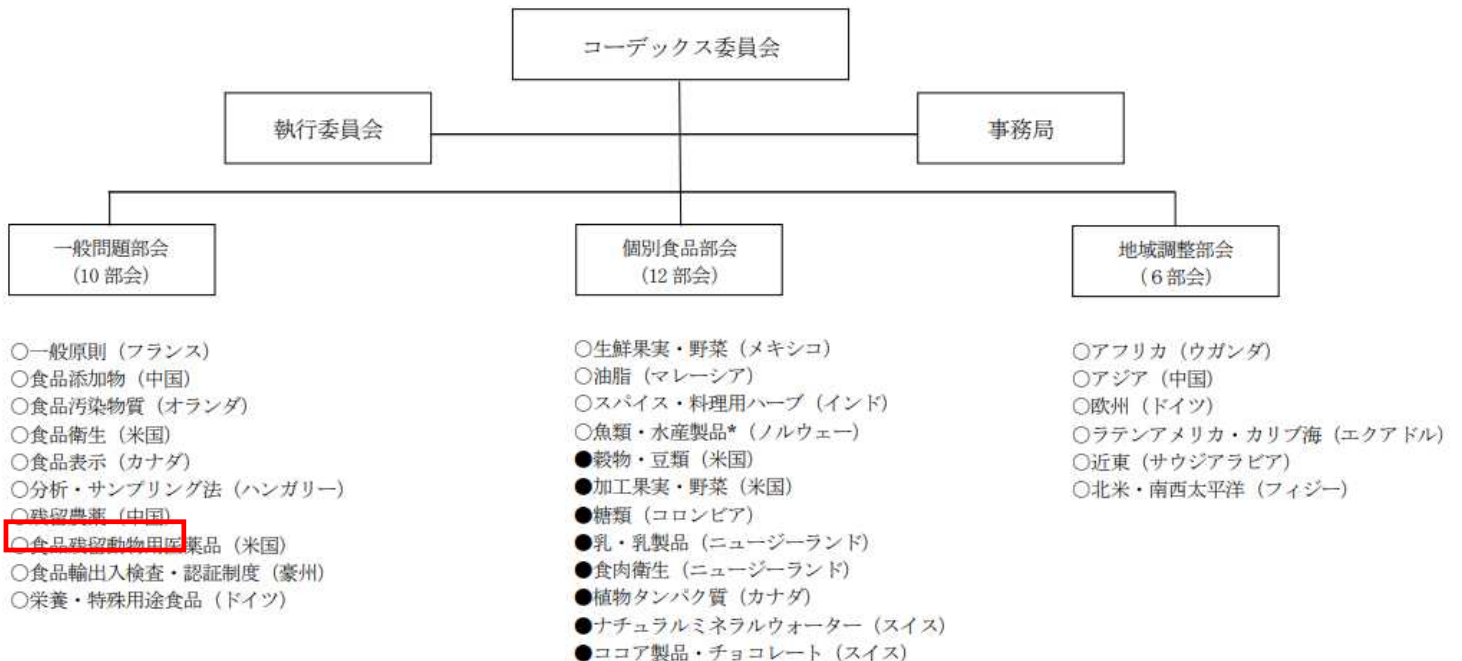 コーデックス委員会
執行委員会
事務局
一般問題部会
(10 部会)
個別食品部会
(12 部会)
地域調整部会
(6部会)
○一般原則（フランス）
○食品添加物（中国）
○食品汚染物質（オランダ）
○食品衛生（米国）
○食品表示（カナダ）
○分析・サンプリング法（ハンガリー）
○残留農薬（中国）
○食品残留動物用医薬品（米国）
○食品輸出入検査・認証制度（豪州）
○栄養・特殊用途食品（ドイツ）
○生鮮果実・野菜（メキシコ）
○油脂（マレーシア）
○スパイス・料理用ハーブ（インド）
○魚類・水産製品*（ノルウェー）
●穀物・豆類（米国）
●加工果実・野菜（米国）
●糖類（コロンビア）
●乳・乳製品（ニュージーランド）
●食肉衛生（ニュージーランド）
●植物タンパク質（カナダ）
●ナチュラルミネラルウォーター（スイス）
●ココア製品・チョコレート（スイス）
○アフリカ（ウガンダ）
○アジア（中国）
○欧州（ドイツ）
○ラテンアメリカ・カリブ海（エクアドル）
○近東（サウジアラビア）
○北米・南西太平洋（フィジー）